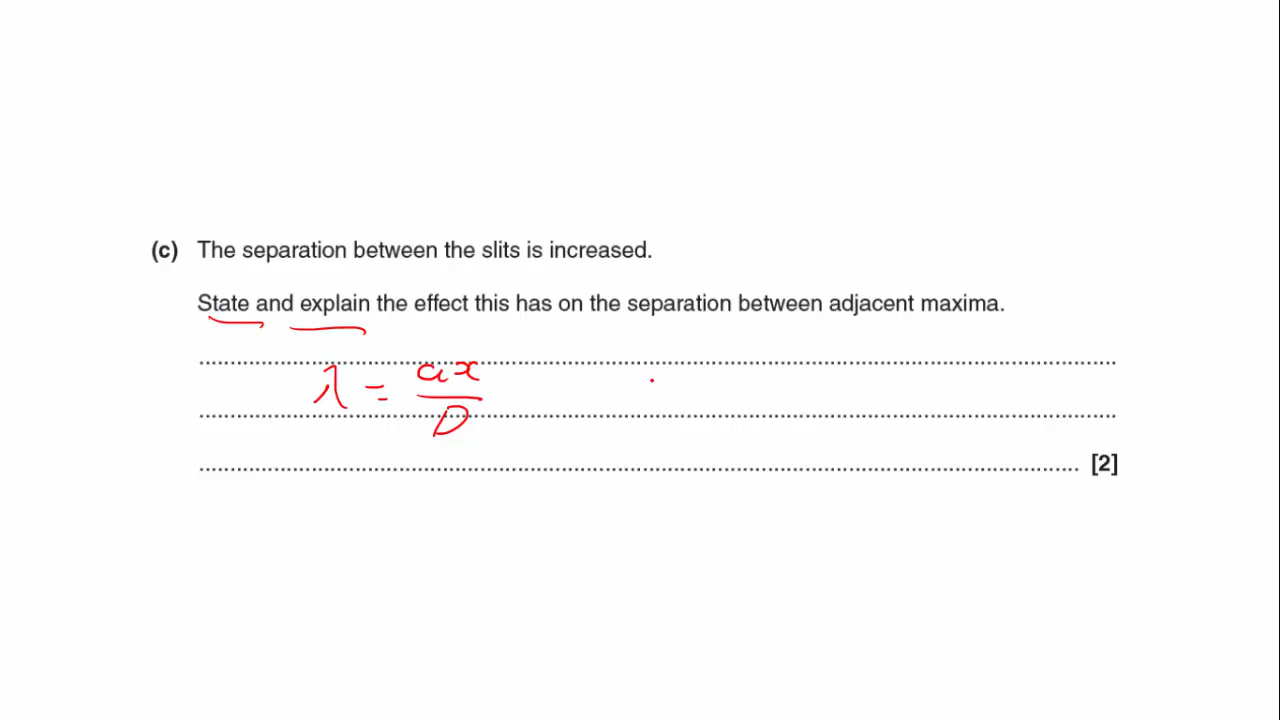 (c) The separation between the slits is increased.
State and explain the effect this has on the separation between adjacent maxima.
λ = ax/D
[2]